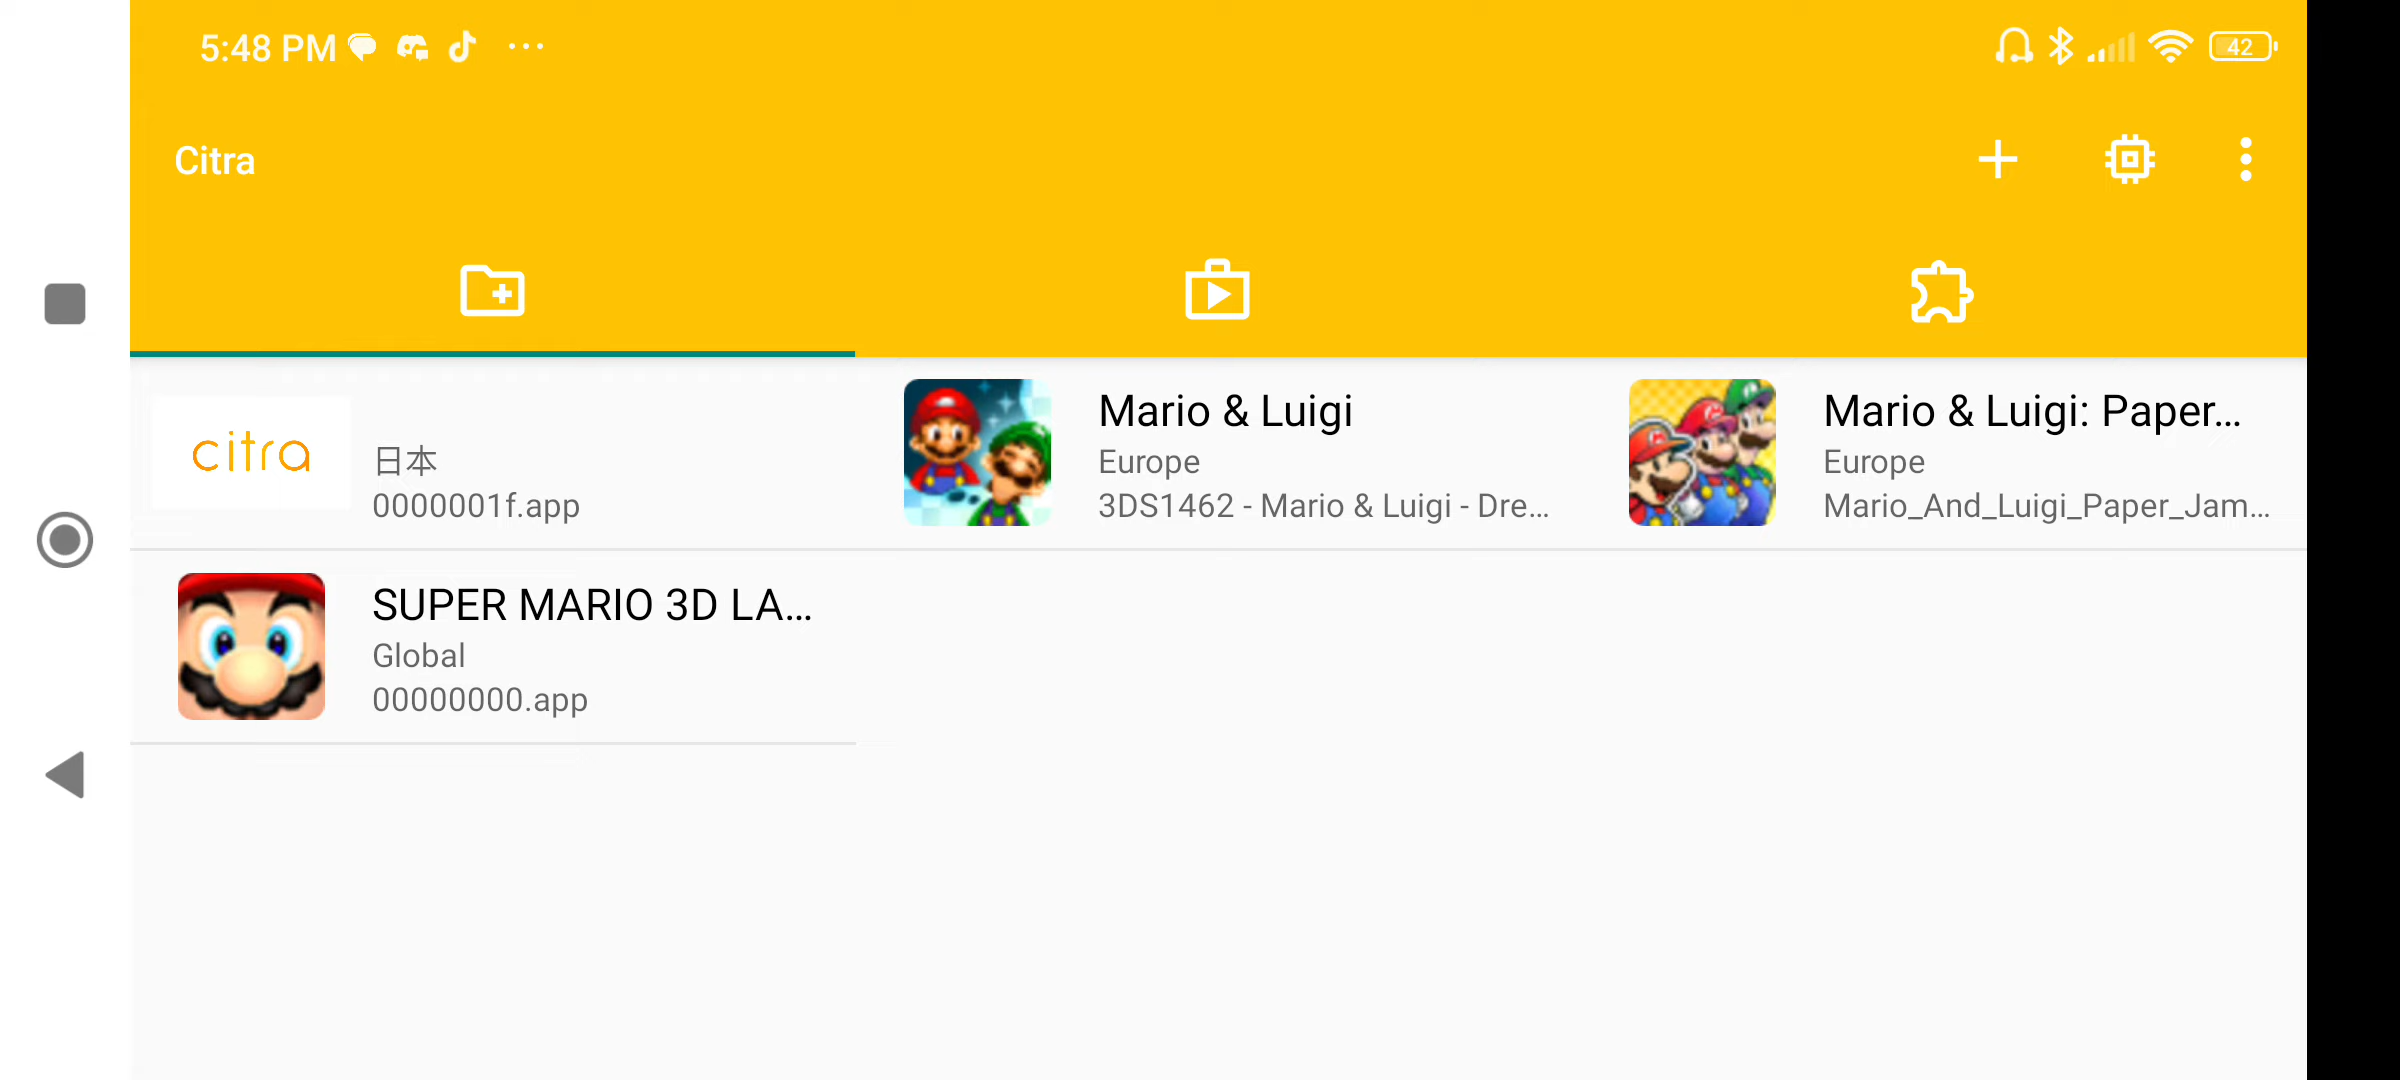 5:48 PM
42
Citra
citra
日本
0000001f.app
Mario & Luigi
Europe
3DS1462 - Mario & Luigi - Dre...
Mario & Luigi: Paper...
Europe
Mario_And_Luigi_Paper_Jam...
SUPER MARIO 3D LA...
Global
00000000.app